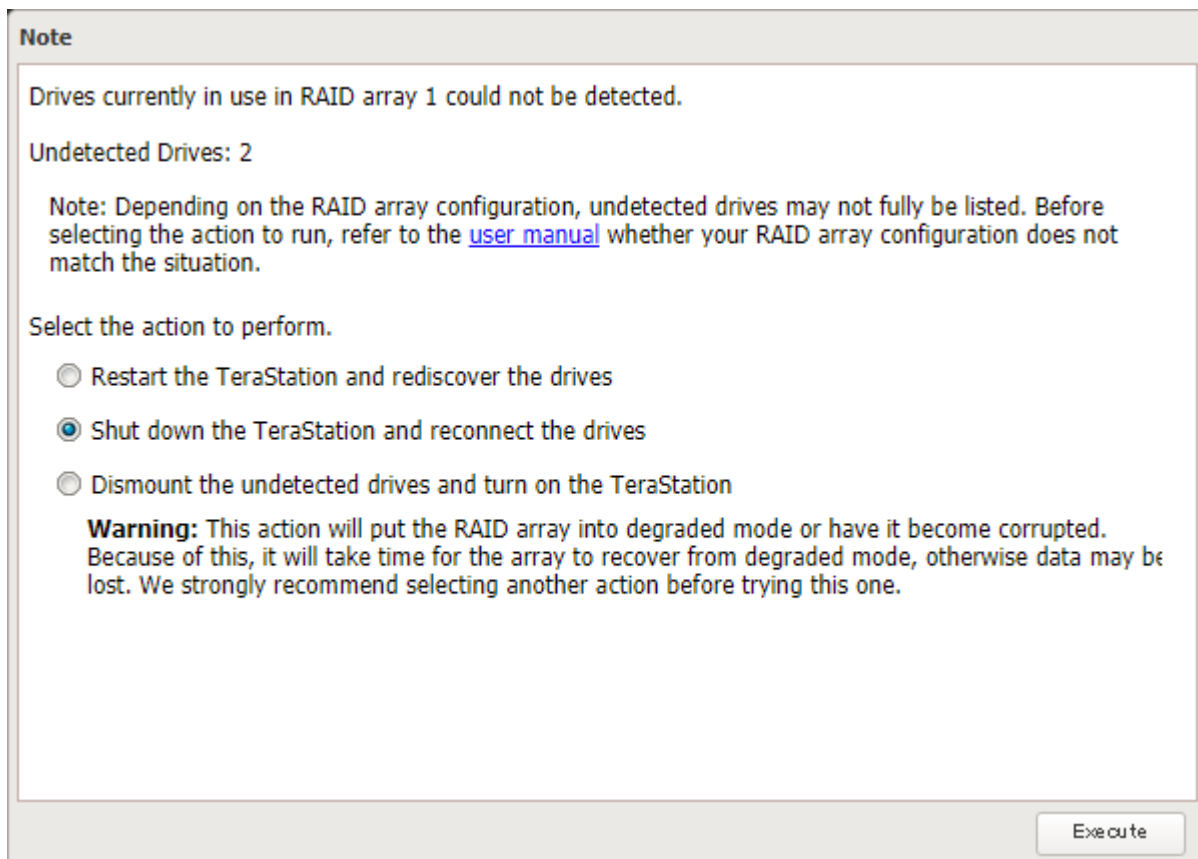 Note
Drives currently in use in RAID array 1 could not be detected.
Undetected Drives: 2
Note: Depending on the RAID array configuration, undetected drives may not fully be listed. Before
selecting the action to run, refer to the user manual whether your RAID array configuration does not
match the situation.
Select the action to perform.
Restart the TeraStation and rediscover the drives
Shut down the TeraStation and reconnect the drives
Dismount the undetected drives and turn on the TeraStation
Warning: This action will put the RAID array into degraded mode or have it become corrupted.
Because of this, it will take time for the array to recover from degraded mode, otherwise data may be
lost. We strongly recommend selecting another action before trying this one.
Execute